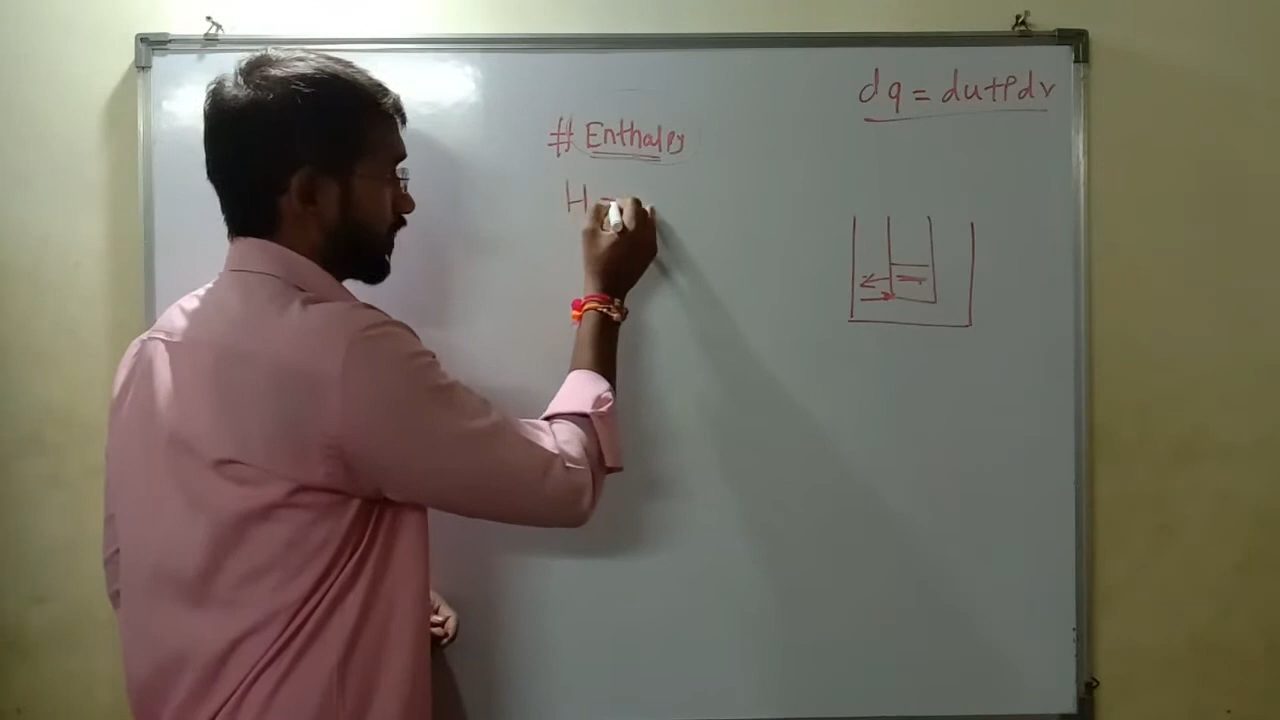 # Enthalpy
H =
dq = du+Pdv